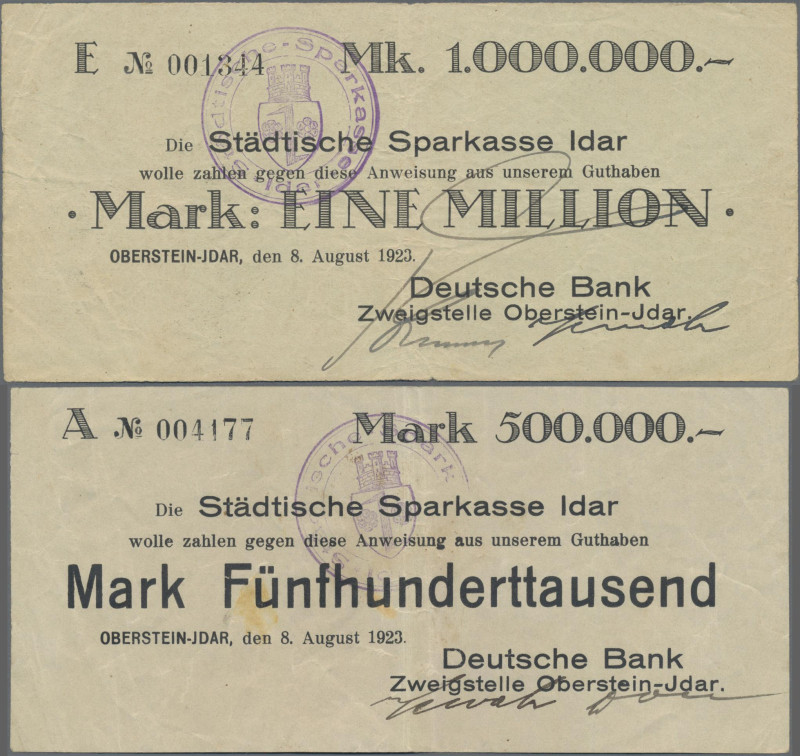 E № 001344 Mk. 1.000.000.–
Städtische-Sparkasse
Die Städtische Sparkasse Idar
wolle zahlen gegen diese Anweisung aus unserem Guthaben
· Mark: EINE MILLION ·
OBERSTEIN-JDAR, den 8. August 1923.
Deutsche Bank
Zweigstelle Oberstein-Jdar.
A № 004177 Mark 500.000.–
Die Städtische Sparkasse Idar
wolle zahlen gegen diese Anweisung aus unserem Guthaben
Mark Fünfhunderttausend
OBERSTEIN-JDAR, den 8. August 1923.
Deutsche Bank
Zweigstelle Oberstein-Jdar.